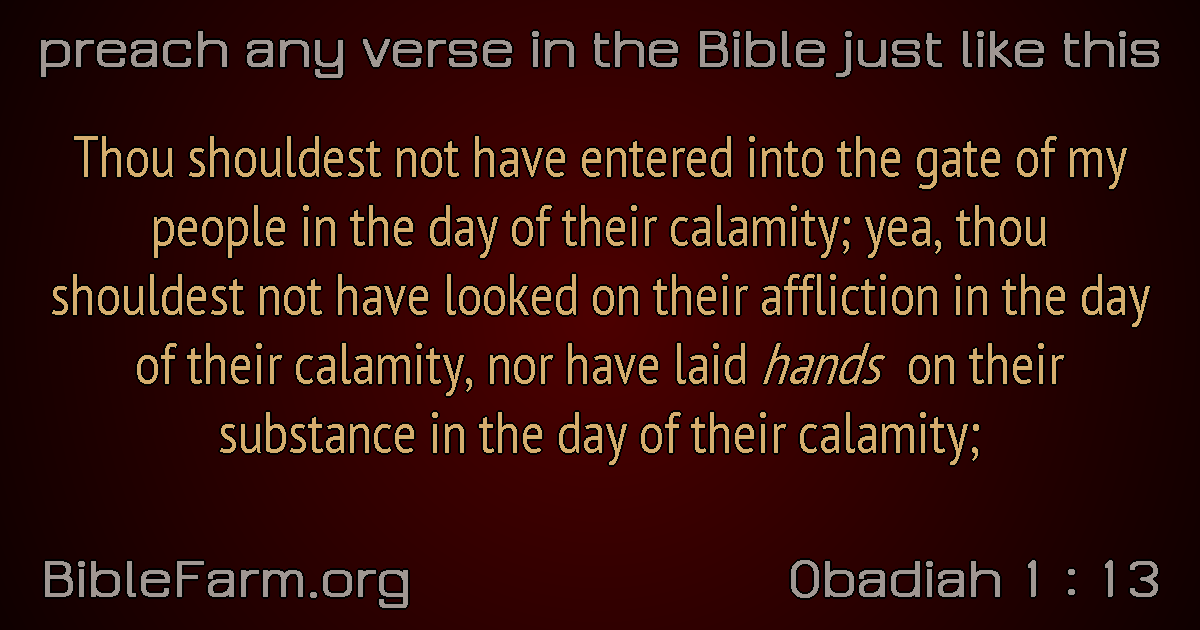 preach any verse in the Bible just like this
Thou shouldest not have entered into the gate of my
people in the day of their calamity; yea, thou
shouldest not have looked on their affliction in the day
of their calamity, nor have laid hands on their
substance in the day of their calamity;
BibleFarm.org
Obadiah 1 : 13